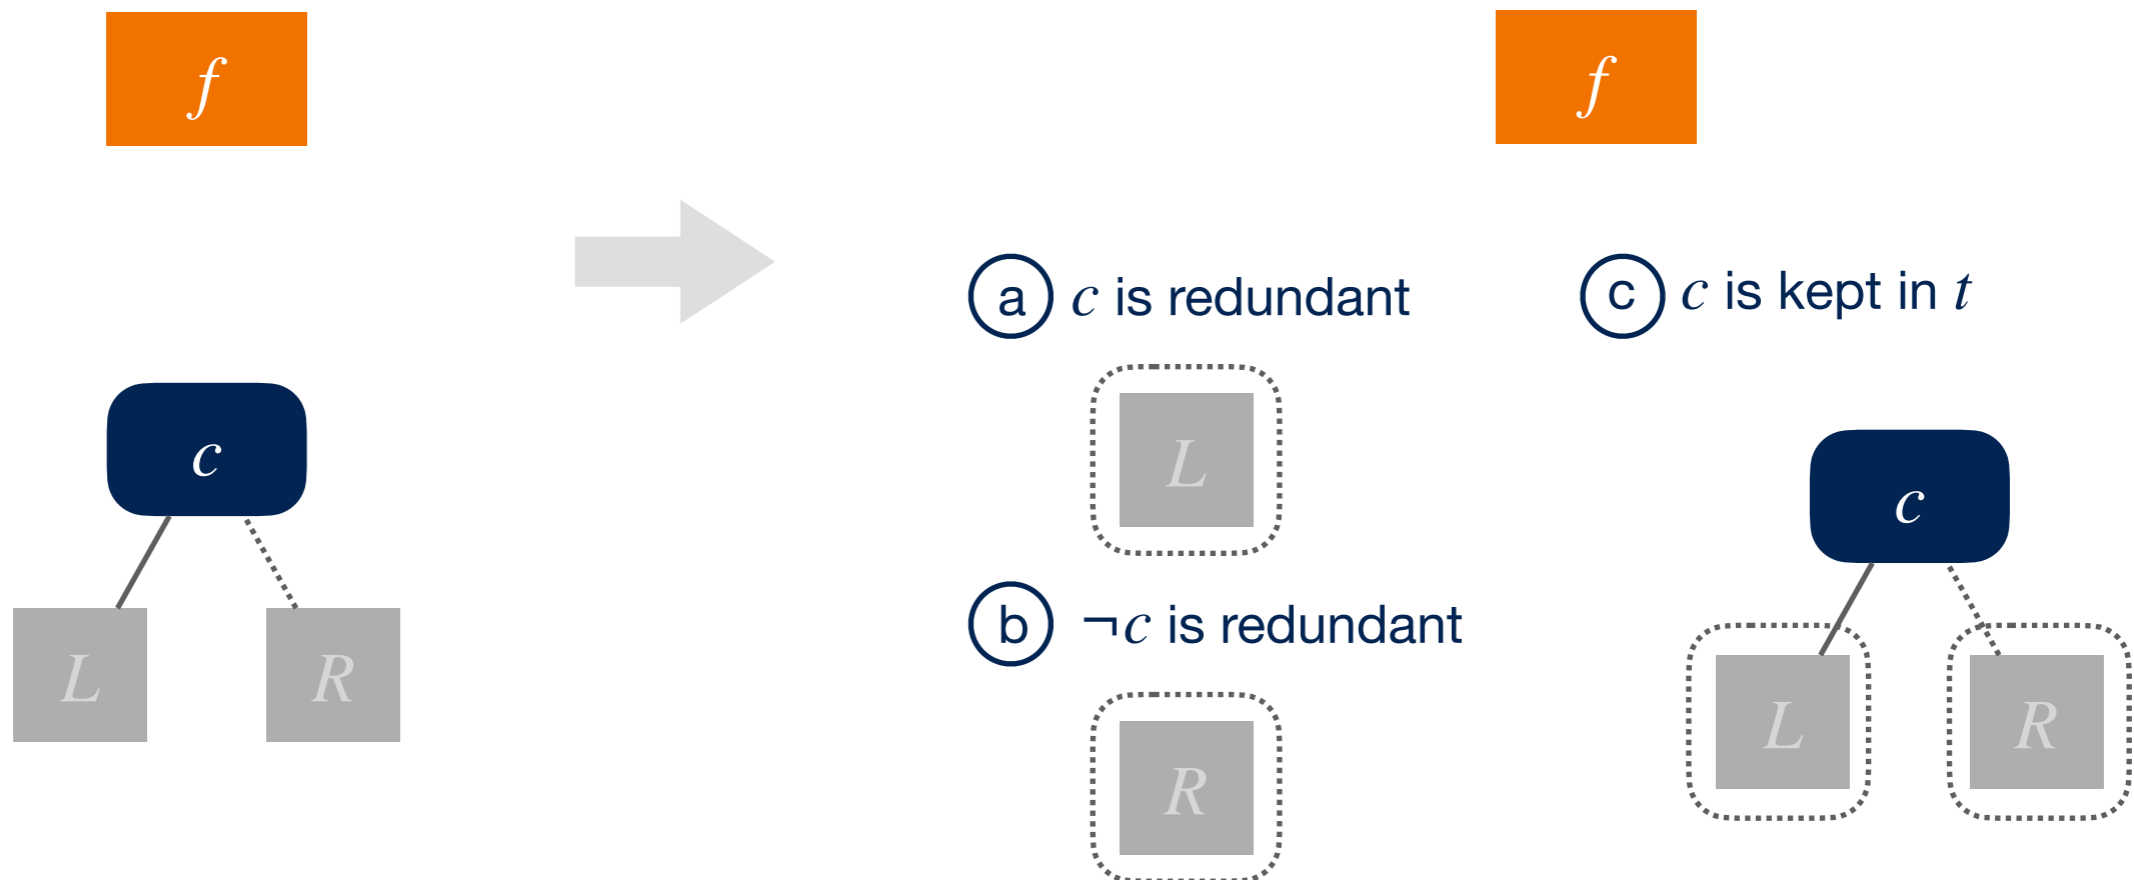 f
c
L
R
f
a c is redundant
L
b ¬c is redundant
R
c c is kept in t
c
L
R